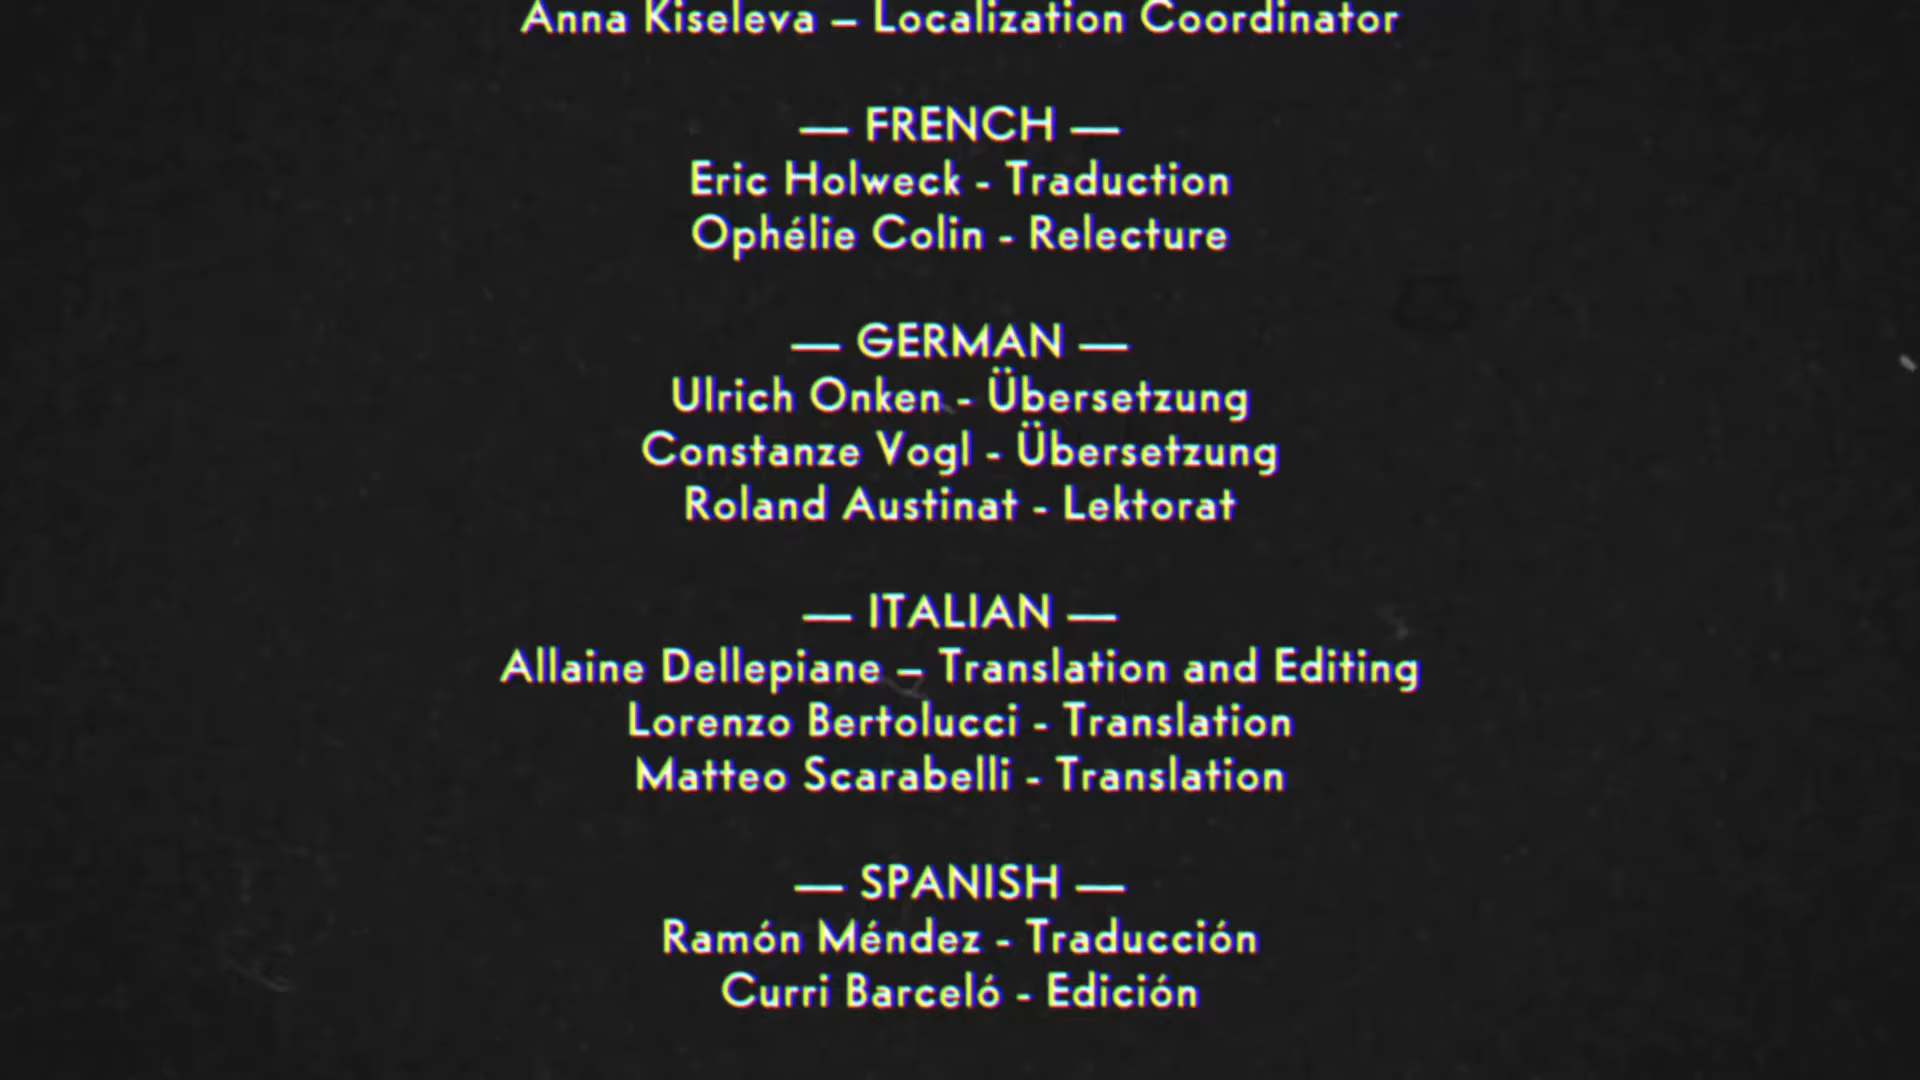 Anna Kiseleva – Localization Coordinator
— FRENCH —
Eric Holweck - Traduction
Ophélie Colin - Relecture
— GERMAN —
Ulrich Onken - Übersetzung
Constanze Vogl - Übersetzung
Roland Austinat - Lektorat
— ITALIAN —
Allaine Dellepiane – Translation and Editing
Lorenzo Bertolucci - Translation
Matteo Scarabelli - Translation
— SPANISH —
Ramón Méndez - Traducción
Curri Barceló - Edición